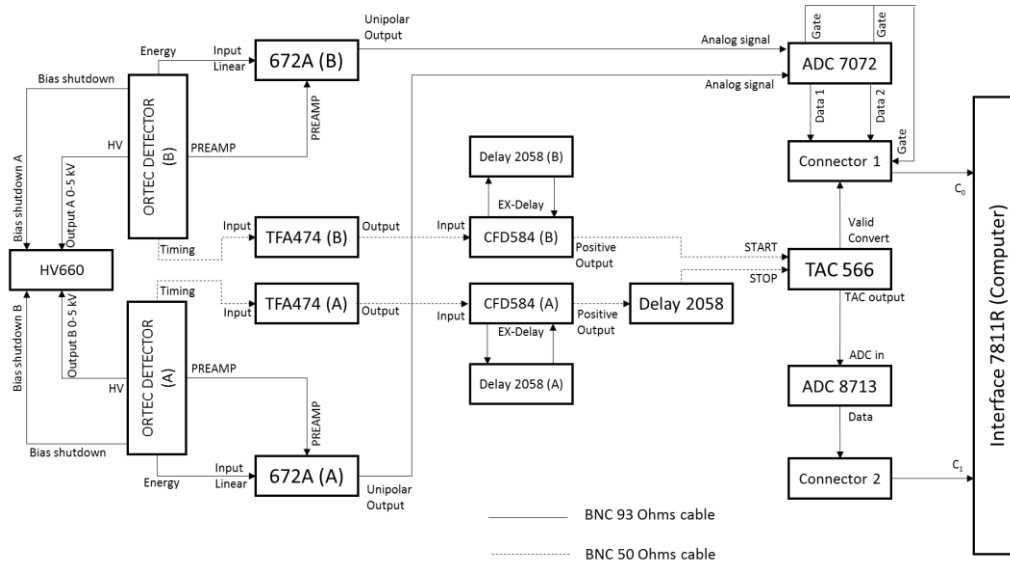 Unipolar
Output
Energy
Input
Linear
672A (B)
Analog signal
Gate
Gate
ADC 7072
Analog signal
Bias shutdown
ORTEC DETECTOR
(B)
PREAMP
HV
PREAMP
Data 1
Data 2
Gate
Bias shutdown A
Output A 0-5 kV
Delay 2058 (B)
Connector 1
C0
EX-Delay
Input
TFA474 (B)
Output
Input
CFD584 (B)
Positive
Output
Valid
Convert
Timing
START
HV660
TAC 566
STOP
Timing
Input
TFA474 (A)
Output
Input
CFD584 (A)
Positive
Output
Delay 2058
TAC output
EX-Delay
Bias shutdown B
Output B 0-5 kV
ORTEC DETECTOR
(A)
PREAMP
HV
Delay 2058 (A)
ADC in
ADC 8713
PREAMP
Data
Bias shutdown
Energy
Input
Linear
672A (A)
Unipolar
Output
Connector 2
C1
Interface 7811R (Computer)
BNC 93 Ohms cable
BNC 50 Ohms cable